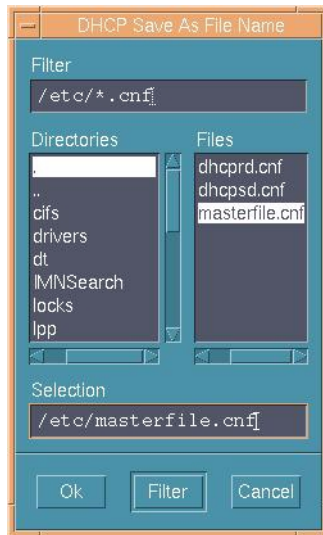 DHCP Save As File Name
Filter
/etc/*.cnf
Directories
Files
.
..
cifs
drivers
dt
IMNSearch
locks
lpp
dhcprd.cnf
dhcpsd.cnf
masterfile.cnf
Selection
/etc/masterfile.cnf
Ok
Filter
Cancel